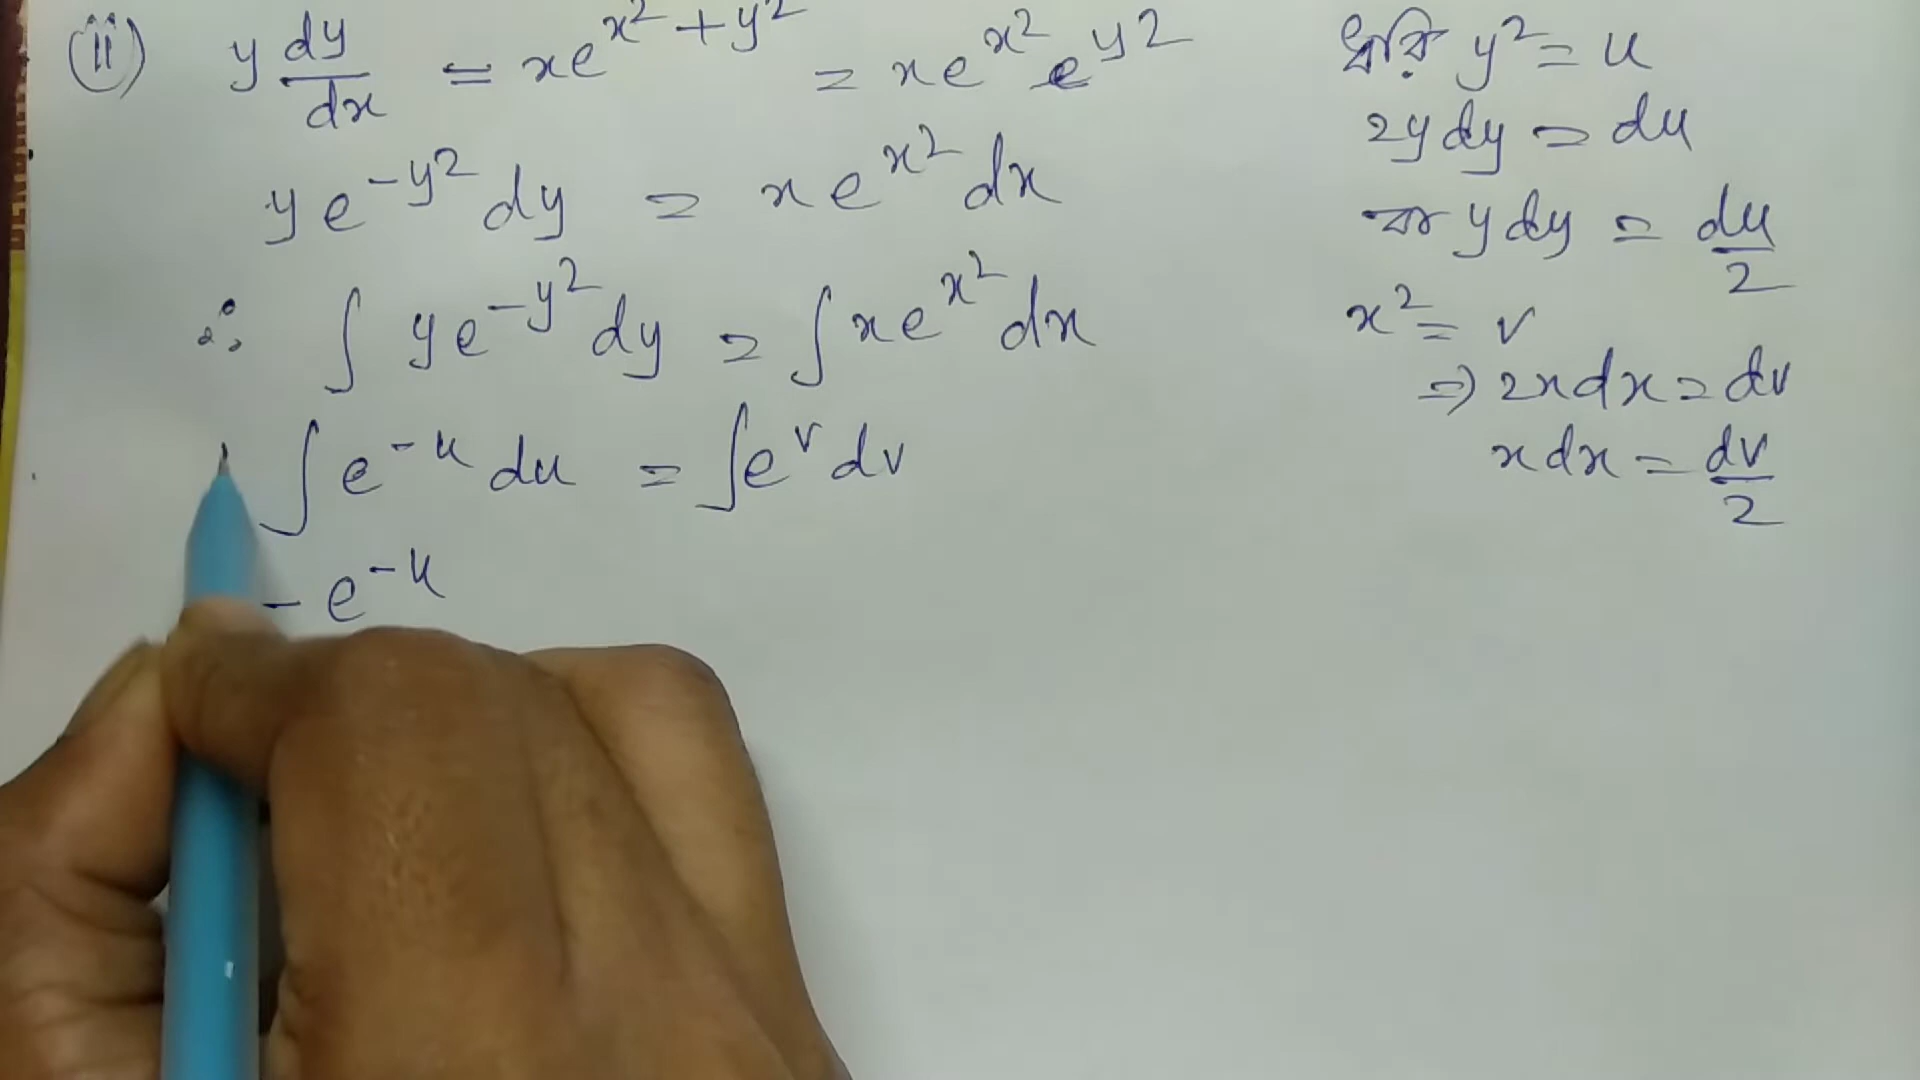 (ii) y dy/dx = xe^{x²+y²} = xe^{x²} e^{y²}
ye^{-y²} dy = xe^{x²} dx
∴ ∫ ye^{-y²} dy = ∫ xe^{x²} dx
∫ e^{-u} du = ∫ e^v dv
- e^{-u}
ধরি y² = u
2y dy = du
বা y dy = du/2
x² = v
⇒ 2x dx = dv
x dx = dv/2